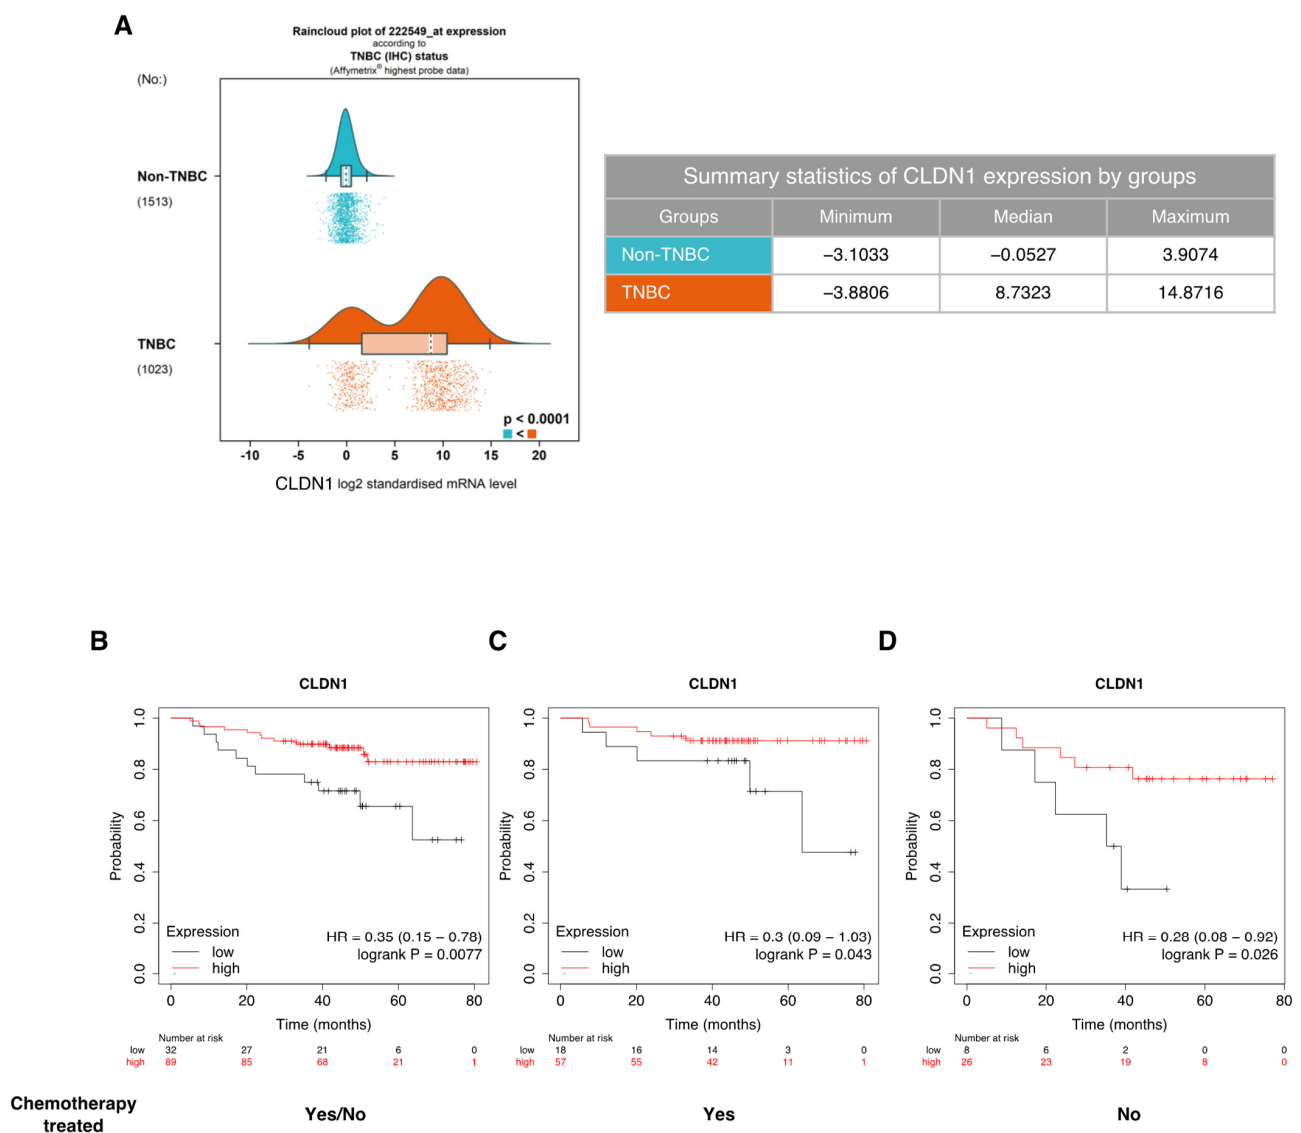 A
Raincloud plot of 222549_at expression
according to
TNBC (IHC) status
(Affymetrix® highest probe data)
(No:)
Non-TNBC
(1513)
TNBC
(1023)
p < 0.0001
<
-10 -5 0 5 10 15 20
CLDN1 log2 standardised mRNA level
Summary statistics of CLDN1 expression by groups
Groups Minimum Median Maximum
Non-TNBC −3.1033 −0.0527 3.9074
TNBC −3.8806 8.7323 14.8716
B
CLDN1
Probability
1.0
0.8
0.6
0.4
0.2
0.0
Expression
low
high
HR = 0.35 (0.15 − 0.78)
logrank P = 0.0077
0 20 40 60 80
Time (months)
Number at risk
low 32 27 21 6 0
high 89 85 68 21 1
C
CLDN1
Probability
1.0
0.8
0.6
0.4
0.2
0.0
Expression
low
high
HR = 0.3 (0.09 − 1.03)
logrank P = 0.043
0 20 40 60 80
Time (months)
Number at risk
low 18 16 14 3 0
high 57 55 42 11 1
D
CLDN1
Probability
1.0
0.8
0.6
0.4
0.2
0.0
Expression
low
high
HR = 0.28 (0.08 − 0.92)
logrank P = 0.026
0 20 40 60 80
Time (months)
Number at risk
low 8 6 2 0 0
high 26 23 19 8 0
Chemotherapy
treated
Yes/No
Yes
No